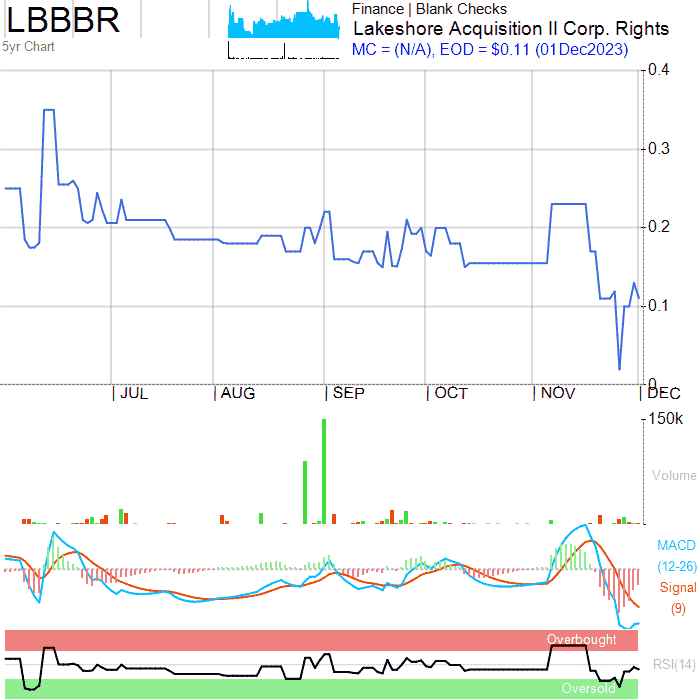 LBBBR
5yr Chart
Finance | Blank Checks
Lakeshore Acquisition II Corp. Rights
MC = (N/A), EOD = $0.11 (01Dec2023)
0.4
0.3
0.2
0.1
0
JUL AUG SEP OCT NOV DEC
150k
Volume
MACD
(12-26)
Signal
(9)
Overbought
RSI(14)
Oversold